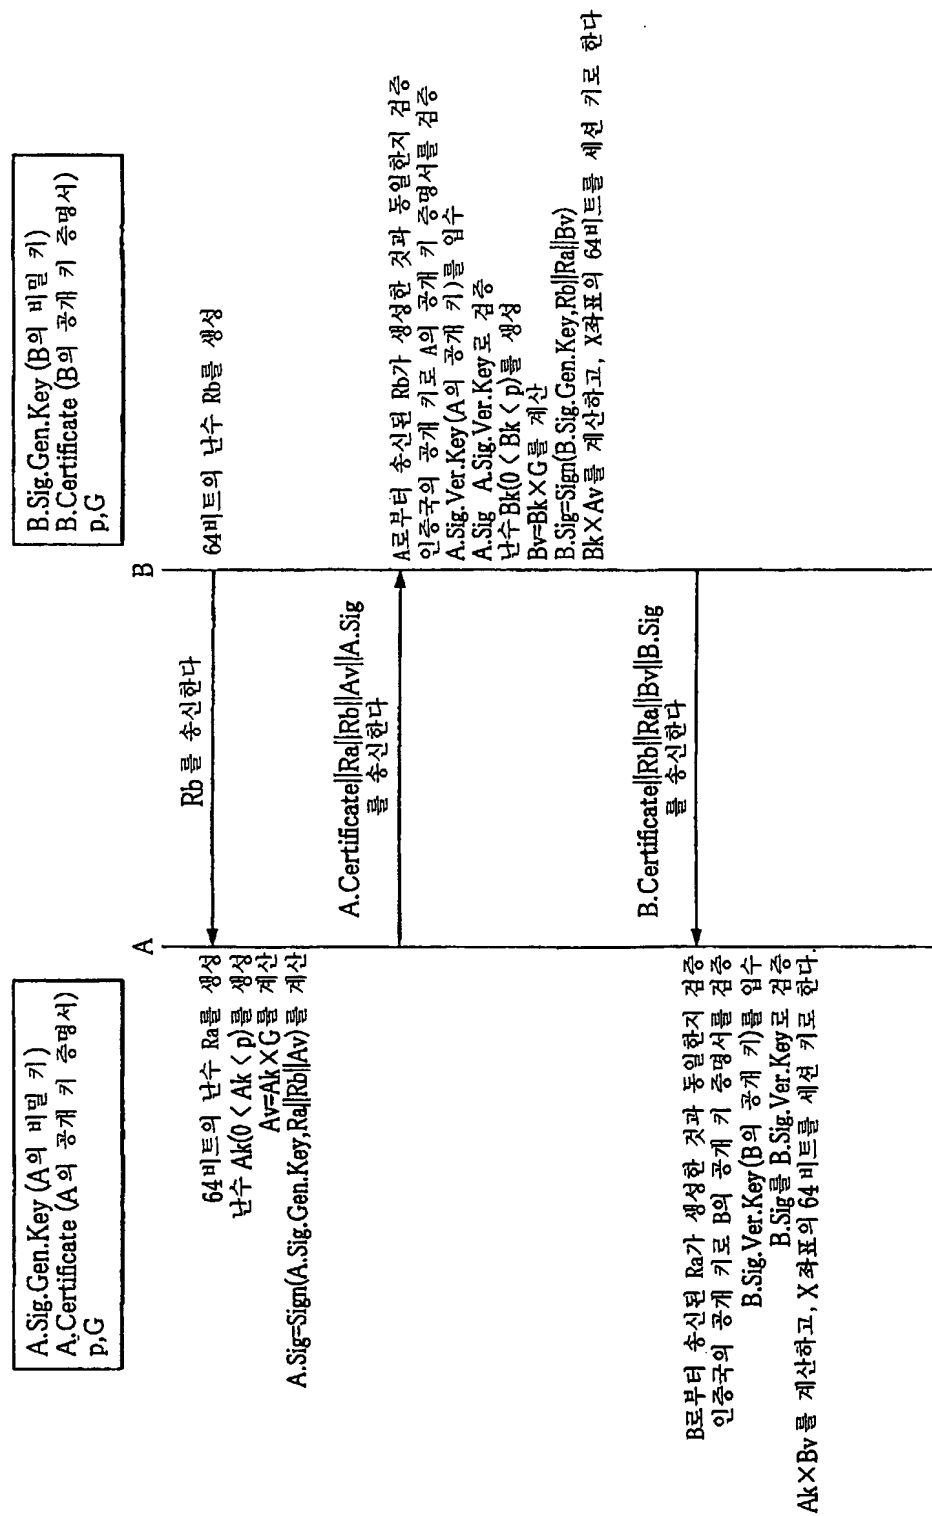 A.Sig.Gen.Key (A의 비밀 키)
A.Certificate (A의 공개 키 증명서)
p,G
B.Sig.Gen.Key (B의 비밀 키)
B.Certificate (B의 공개 키 증명서)
p,G
A
B
64비트의 난수 Rb를 생성
Rb를 송신한다
64비트의 난수 Ra를 생성
난수 Ak(0 < Ak < p)를 생성
Av=Ak×G를 계산
A.Sig=Sign(A.Sig.Gen.Key,Ra||Rb||Av)를 계산
A.Certificate||Ra||Rb||Av||A.Sig
를 송신한다
A로부터 송신된 Rb가 생성한 것과 동일한지 검증
인증국의 공개 키로 A의 공개 키 증명서를 검증
A.Sig.Ver.Key(A의 공개 키)를 입수
A.Sig A.Sig.Ver.Key로 검증
난수 Bk(0 < Bk < p)를 생성
Bv=Bk×G를 계산
B.Sig=Sign(B.Sig.Gen.Key,Rb||Ra||Bv)
Bk×Av를 계산하고, X좌표의 64비트를 세션 키로 한다
B.Certificate||Rb||Ra||Bv||B.Sig
를 송신한다
B로부터 송신된 Ra가 생성한 것과 동일한지 검증
인증국의 공개 키로 B의 공개 키 증명서를 검증
B.Sig.Ver.Key(B의 공개 키)를 입수
B.Sig를 B.Sig.Ver.Key로 검증
Ak×Bv를 계산하고, X좌표의 64비트를 세션 키로 한다.